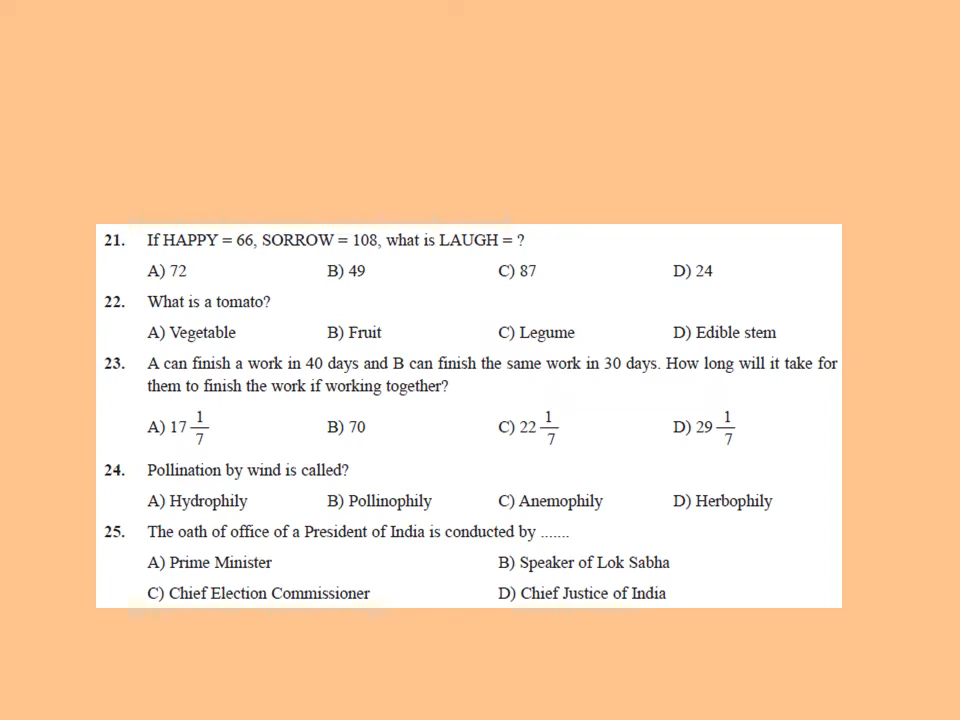 21. If HAPPY = 66, SORROW = 108, what is LAUGH = ?
A) 72 B) 49 C) 87 D) 24
22. What is a tomato?
A) Vegetable B) Fruit C) Legume D) Edible stem
23. A can finish a work in 40 days and B can finish the same work in 30 days. How long will it take for
them to finish the work if working together?
A) 17 1/7 B) 70 C) 22 1/7 D) 29 1/7
24. Pollination by wind is called?
A) Hydrophily B) Pollinophily C) Anemophily D) Herbophily
25. The oath of office of a President of India is conducted by .......
A) Prime Minister B) Speaker of Lok Sabha
C) Chief Election Commissioner D) Chief Justice of India